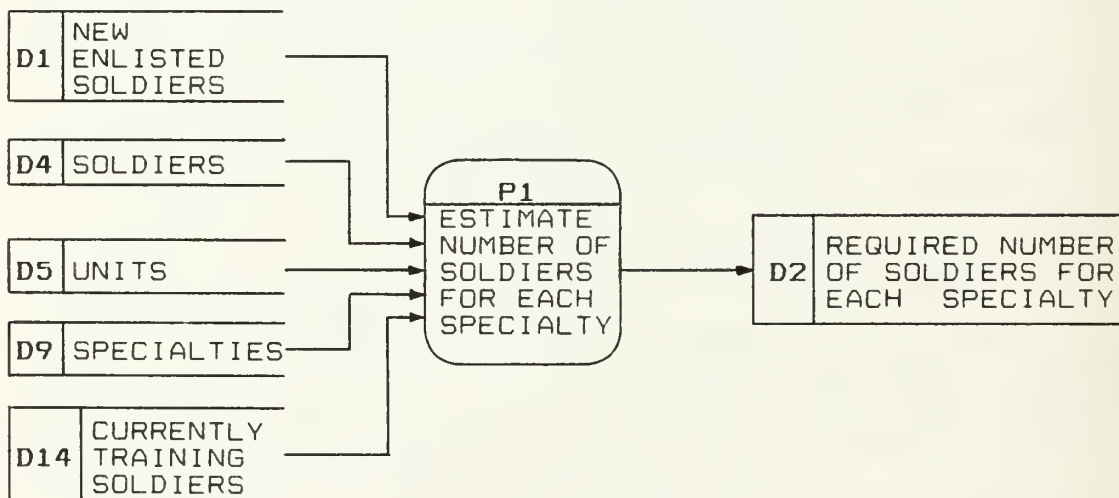 D1
NEW
ENLISTED
SOLDIERS
D4 SOLDIERS
D5 UNITS
D9 SPECIALTIES
D14
CURRENTLY
TRAINING
SOLDIERS
P1
ESTIMATE
NUMBER OF
SOLDIERS
FOR EACH
SPECIALTY
D2
REQUIRED NUMBER
OF SOLDIERS FOR
EACH SPECIALTY